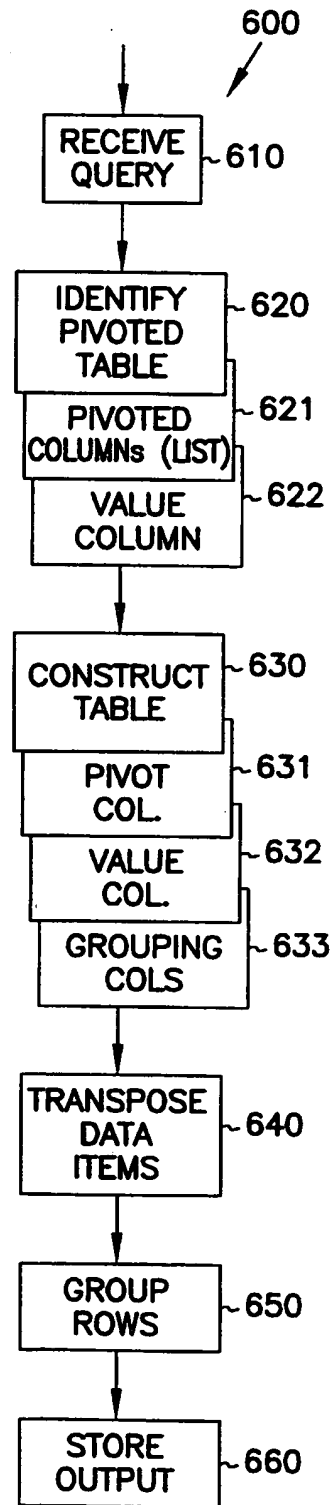 600
RECEIVE
QUERY
610
IDENTIFY
PIVOTED
TABLE
620
PIVOTED
COLUMNs (LIST)
621
VALUE
COLUMN
622
CONSTRUCT
TABLE
630
PIVOT
COL.
631
VALUE
COL.
632
GROUPING
COLS
633
TRANSPOSE
DATA
ITEMS
640
GROUP
ROWS
650
STORE
OUTPUT
660